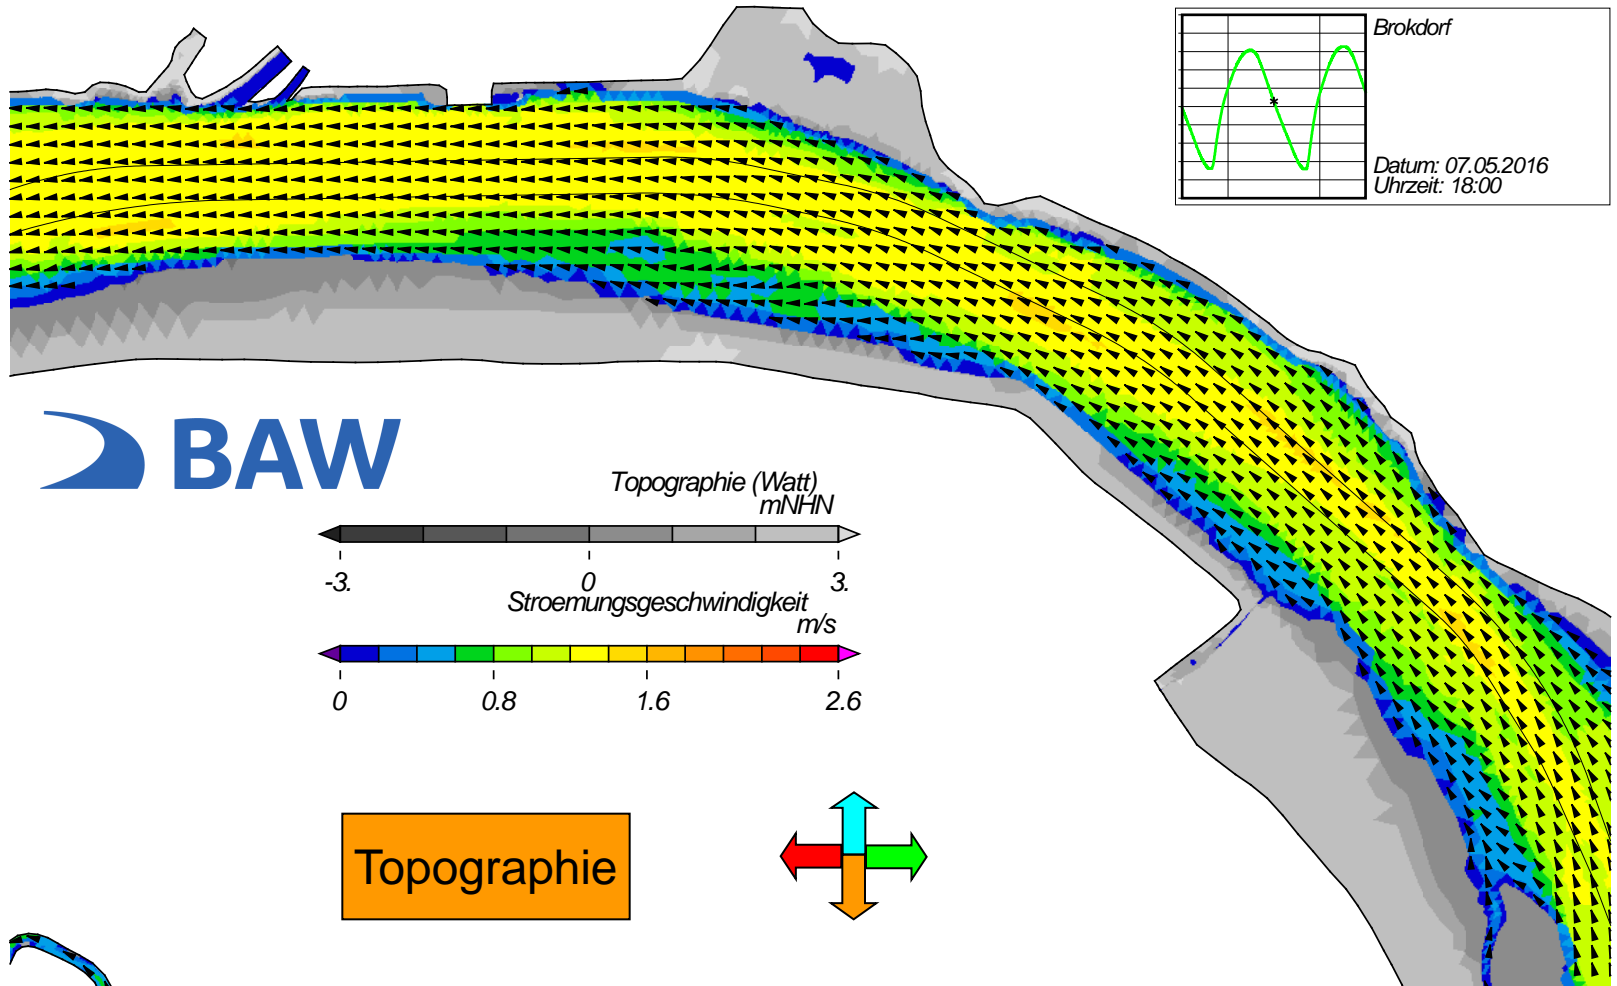 Brokdorf
Datum: 07.05.2016
Uhrzeit: 18:00
BAW
Topographie (Watt)
mNHN
-3. 0 3.
Stroemungsgeschwindigkeit
m/s
0 0.8 1.6 2.6
Topographie